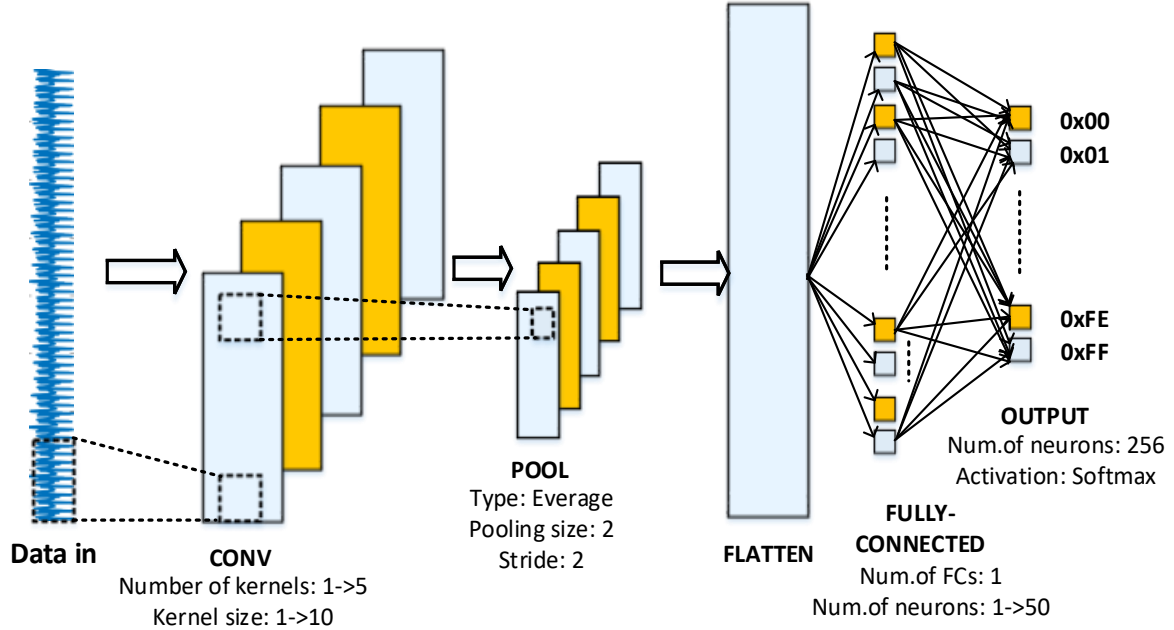 Data in
CONV
Number of kernels: 1->5
Kernel size: 1->10
POOL
Type: Everage
Pooling size: 2
Stride: 2
FLATTEN
FULLY-
CONNECTED
Num.of FCs: 1
Num.of neurons: 1->50
0x00
0x01
0xFE
0xFF
OUTPUT
Num.of neurons: 256
Activation: Softmax